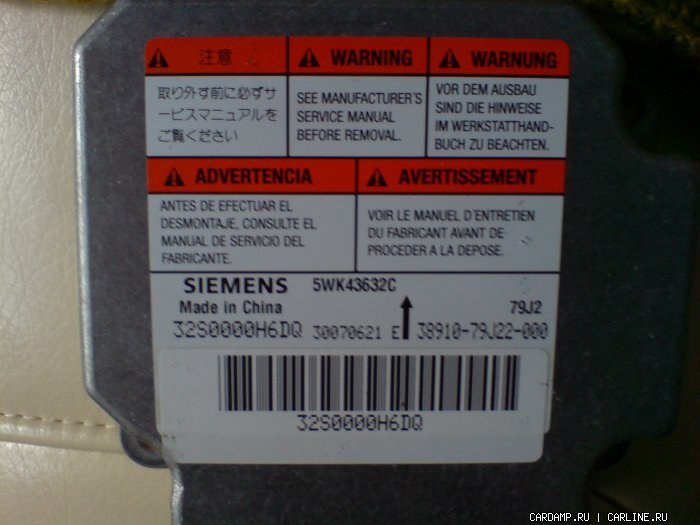 注意
取り外す前に必ずサ
ービスマニュアルを
ご覧ください
WARNING
SEE MANUFACTURER'S
SERVICE MANUAL
BEFORE REMOVAL.
WARNUNG
VOR DEM AUSBAU
SIND DIE HINWEISE
IM WERKSTATTHAND-
BUCH ZU BEACHTEN.
ADVERTENCIA
ANTES DE EFECTUAR EL
DESMONTAJE, CONSULTE EL
MANUAL DE SERVICIO DEL
FABRICANTE.
AVERTISSEMENT
VOIR LE MANUEL D'ENTRETIEN
DU FABRICANT AVANT DE
PROCEDER A LA DEPOSE.
SIEMENS 5WK43632C
Made in China 79J2
32S0000H6DQ 30070621 E 38910-79J22-000
32S0000H6DQ
CARDAMP.RU | CARLINE.RU